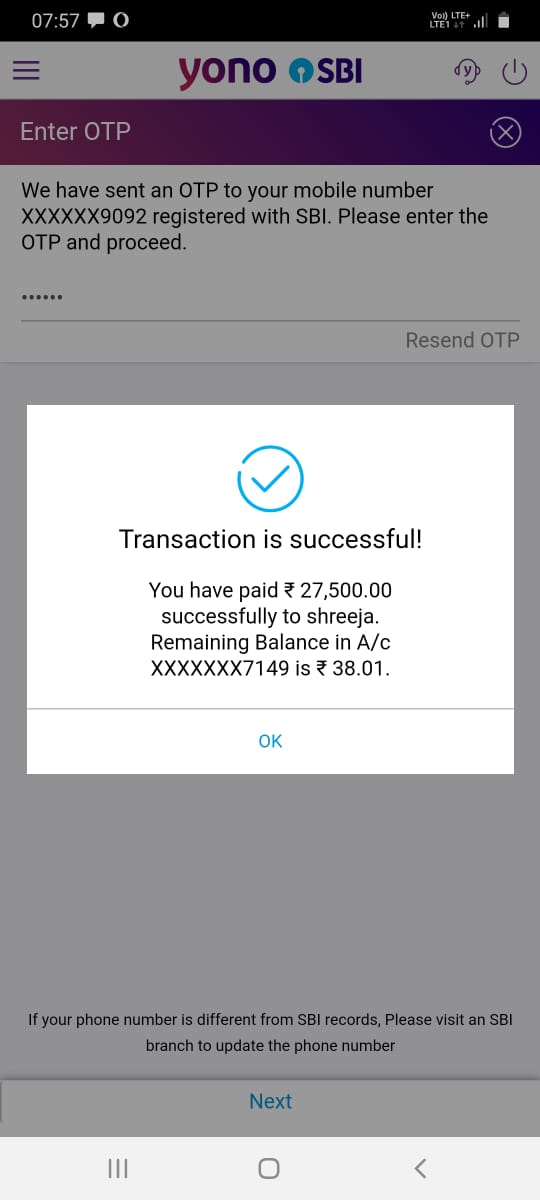 07:57
Vo)) LTE+
LTE1 ↓↑
yono SBI
Enter OTP
We have sent an OTP to your mobile number
XXXXXX9092 registered with SBI. Please enter the
OTP and proceed.
••••••
Resend OTP
Transaction is successful!
You have paid ₹ 27,500.00
successfully to shreeja.
Remaining Balance in A/c
XXXXXXX7149 is ₹ 38.01.
OK
If your phone number is different from SBI records, Please visit an SBI
branch to update the phone number
Next